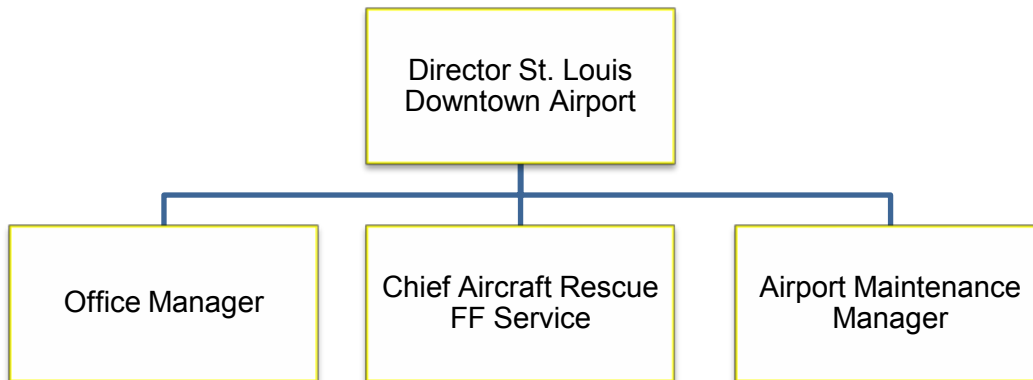 Director St. Louis
Downtown Airport
Office Manager
Chief Aircraft Rescue
FF Service
Airport Maintenance
Manager